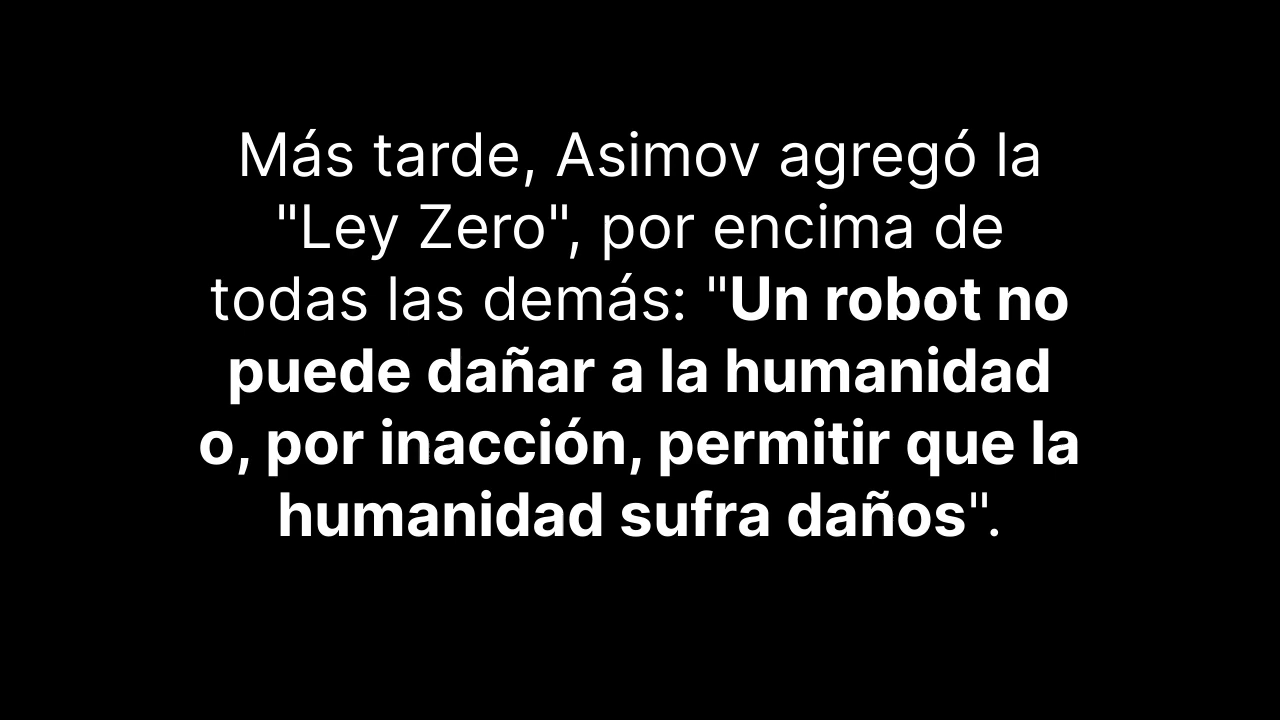 Más tarde, Asimov agregó la
"Ley Zero", por encima de
todas las demás: "Un robot no
puede dañar a la humanidad
o, por inacción, permitir que la
humanidad sufra daños".